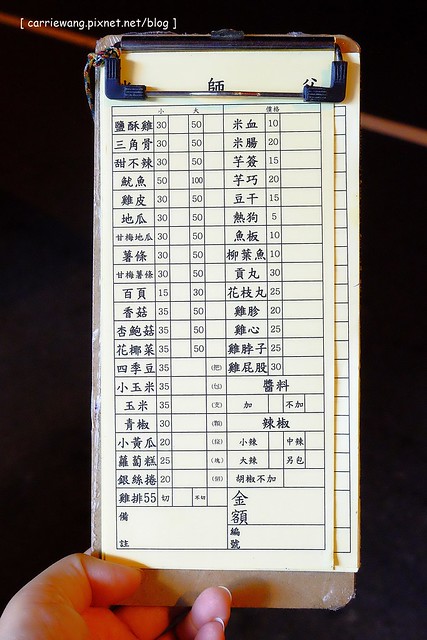 [ carriewang.pixnet.net/blog ]
師 公
小 大 價格
鹽酥雞 30 50 米血 10
三角骨 30 50 米腸 20
甜不辣 30 50 芋簽 15
魷魚 50 100 芋巧 20
雞皮 30 50 豆干 15
地瓜 30 50 熱狗 5
甘梅地瓜 30 50 魚板 10
薯條 30 50 柳葉魚 10
甘梅薯條 30 50 貢丸 30
百頁 15 30 花枝丸 25
香菇 35 50 雞胗 20
杏鮑菇 35 50 雞心 25
花椰菜 35 50 雞脖子 25
四季豆 35 (把) 雞屁股 30
小玉米 35 (包) 醬料
玉米 35 (支) 加 不加
青椒 30 (顆) 辣椒
小黃瓜 20 小辣 中辣
蘿蔔糕 25 (塊) 大辣 另包
銀絲捲 20 (個) 胡椒不加
雞排55 切 不切 金額
備註 編號